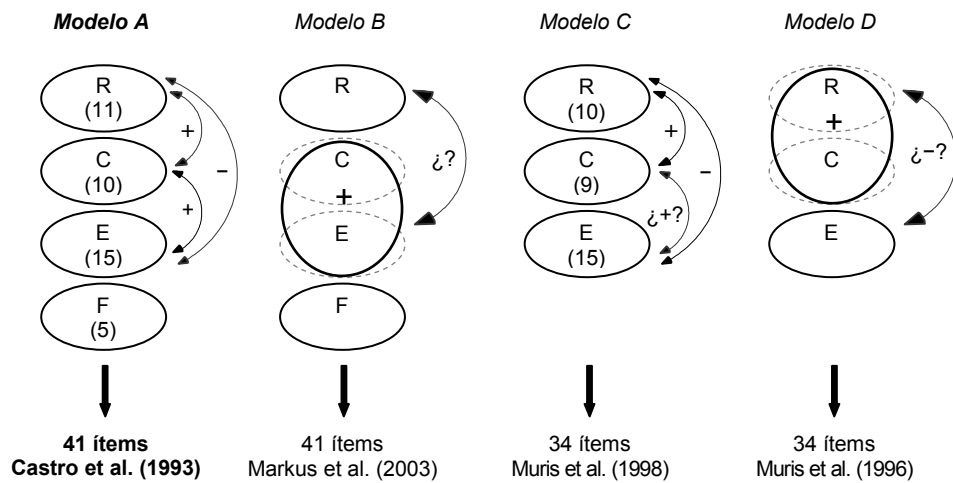 Modelo A
R
(11)
C
(10)
E
(15)
F
(5)
+
+
−
41 ítems
Castro et al. (1993)
Modelo B
R
C
+
E
F
¿?
41 ítems
Markus et al. (2003)
Modelo C
R
(10)
C
(9)
E
(15)
+
¿+?
−
34 ítems
Muris et al. (1998)
Modelo D
R
+
C
E
¿−?
34 ítems
Muris et al. (1996)